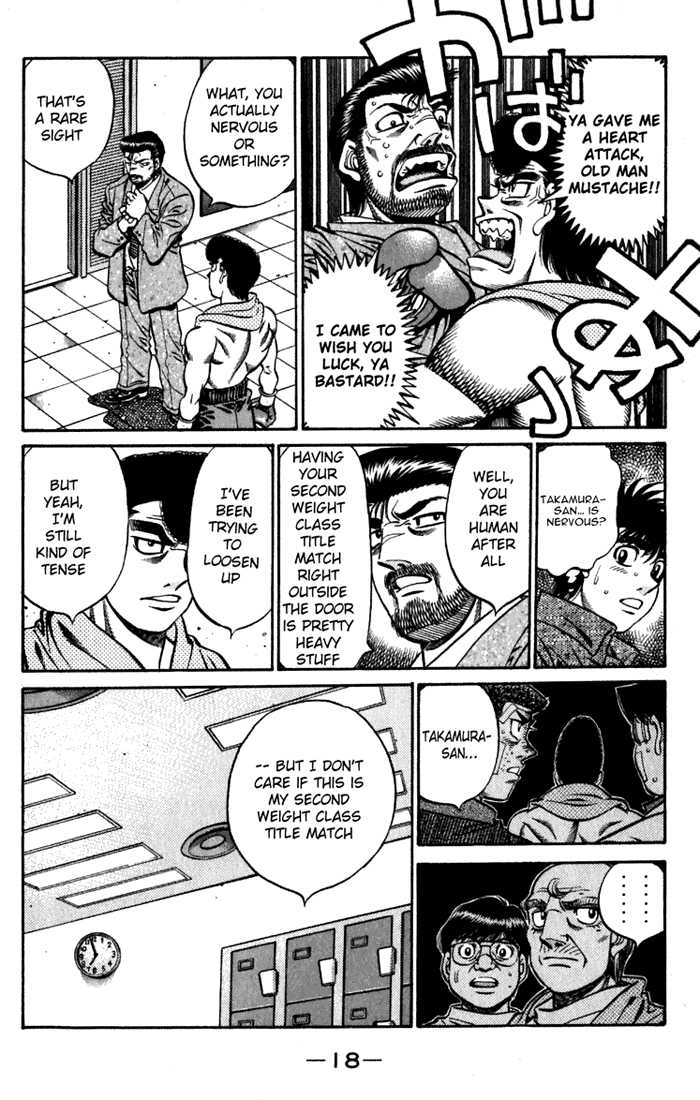 YA GAVE ME
A HEART
ATTACK,
OLD MAN
MUSTACHE!!
I CAME TO
WISH YOU
LUCK, YA
BASTARD!!
WHAT, YOU
ACTUALLY
NERVOUS
OR
SOMETHING?
THAT'S
A RARE
SIGHT
TAKAMURA-
SAN... IS
NERVOUS?
WELL,
YOU
ARE
HUMAN
AFTER
ALL
HAVING
YOUR
SECOND
WEIGHT
CLASS
TITLE
MATCH
RIGHT
OUTSIDE
THE DOOR
IS PRETTY
HEAVY
STUFF
I'VE
BEEN
TRYING
TO
LOOSEN
UP
BUT
YEAH,
I'M
STILL
KIND OF
TENSE
TAKAMURA-
SAN...
......
-- BUT I DON'T
CARE IF THIS IS
MY SECOND
WEIGHT CLASS
TITLE MATCH
—18—